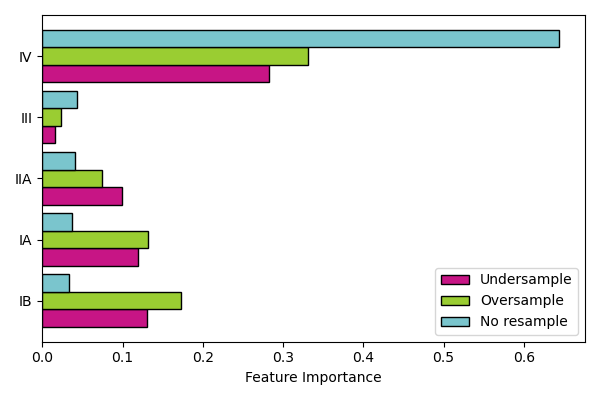 IV
III
IIA
IA
IB
Undersample
Oversample
No resample
0.0 0.1 0.2 0.3 0.4 0.5 0.6
Feature Importance